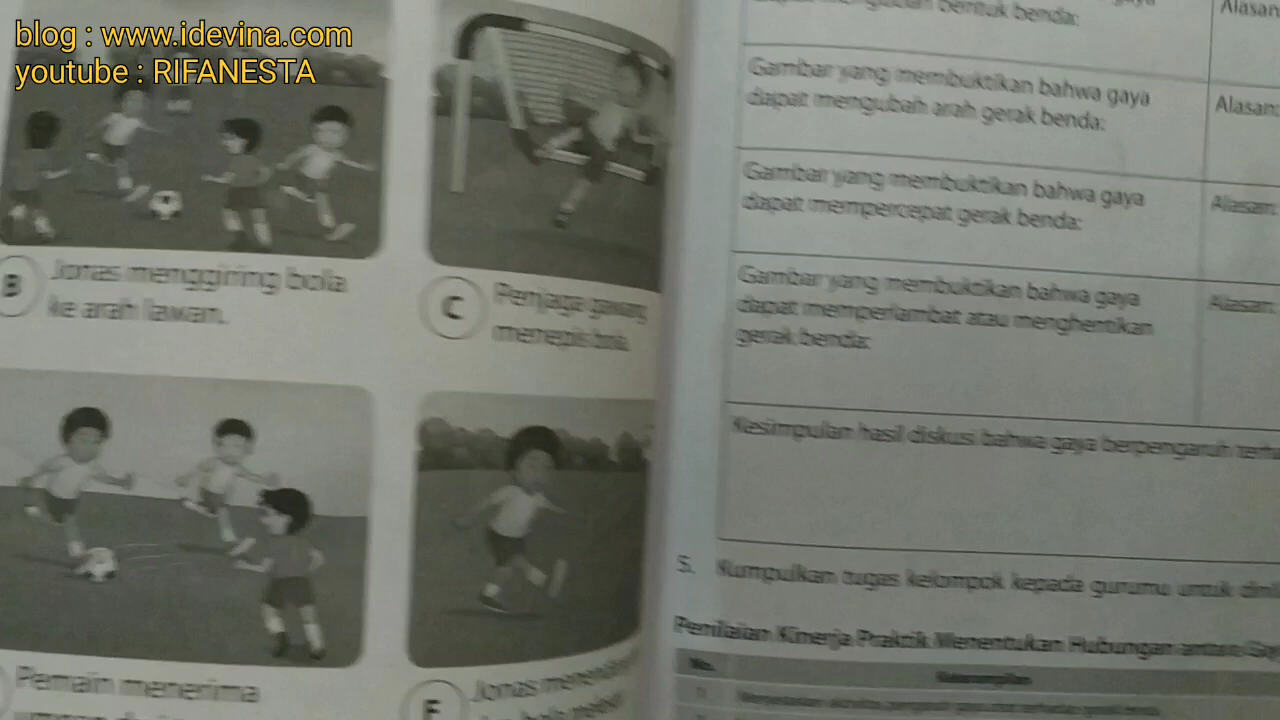 blog : www.idevina.com
youtube : RIFANESTA
B
Jonas menggiring bola
ke arah lawan.
C
Penjaga gawang
menepis bola.
Pemain menerima
F
Jonas
gaya
bentuk benda:
Alasan
Gambar yang membuktikan bahwa gaya
dapat mengubah arah gerak benda:
Alasan:
Gambar yang membuktikan bahwa gaya
dapat mempercepat gerak benda:
Alasan:
Gambar yang membuktikan bahwa gaya
dapat memperlambat atau menghentikan
gerak benda:
Alasan:
Kesimpulan hasil diskusi bahwa gaya berpengaruh
5. Kumpulkan tugas kelompok kepada gurumu untuk
Penilaian Kinerja Praktik Menentukan Hubungan antara
No.
1.